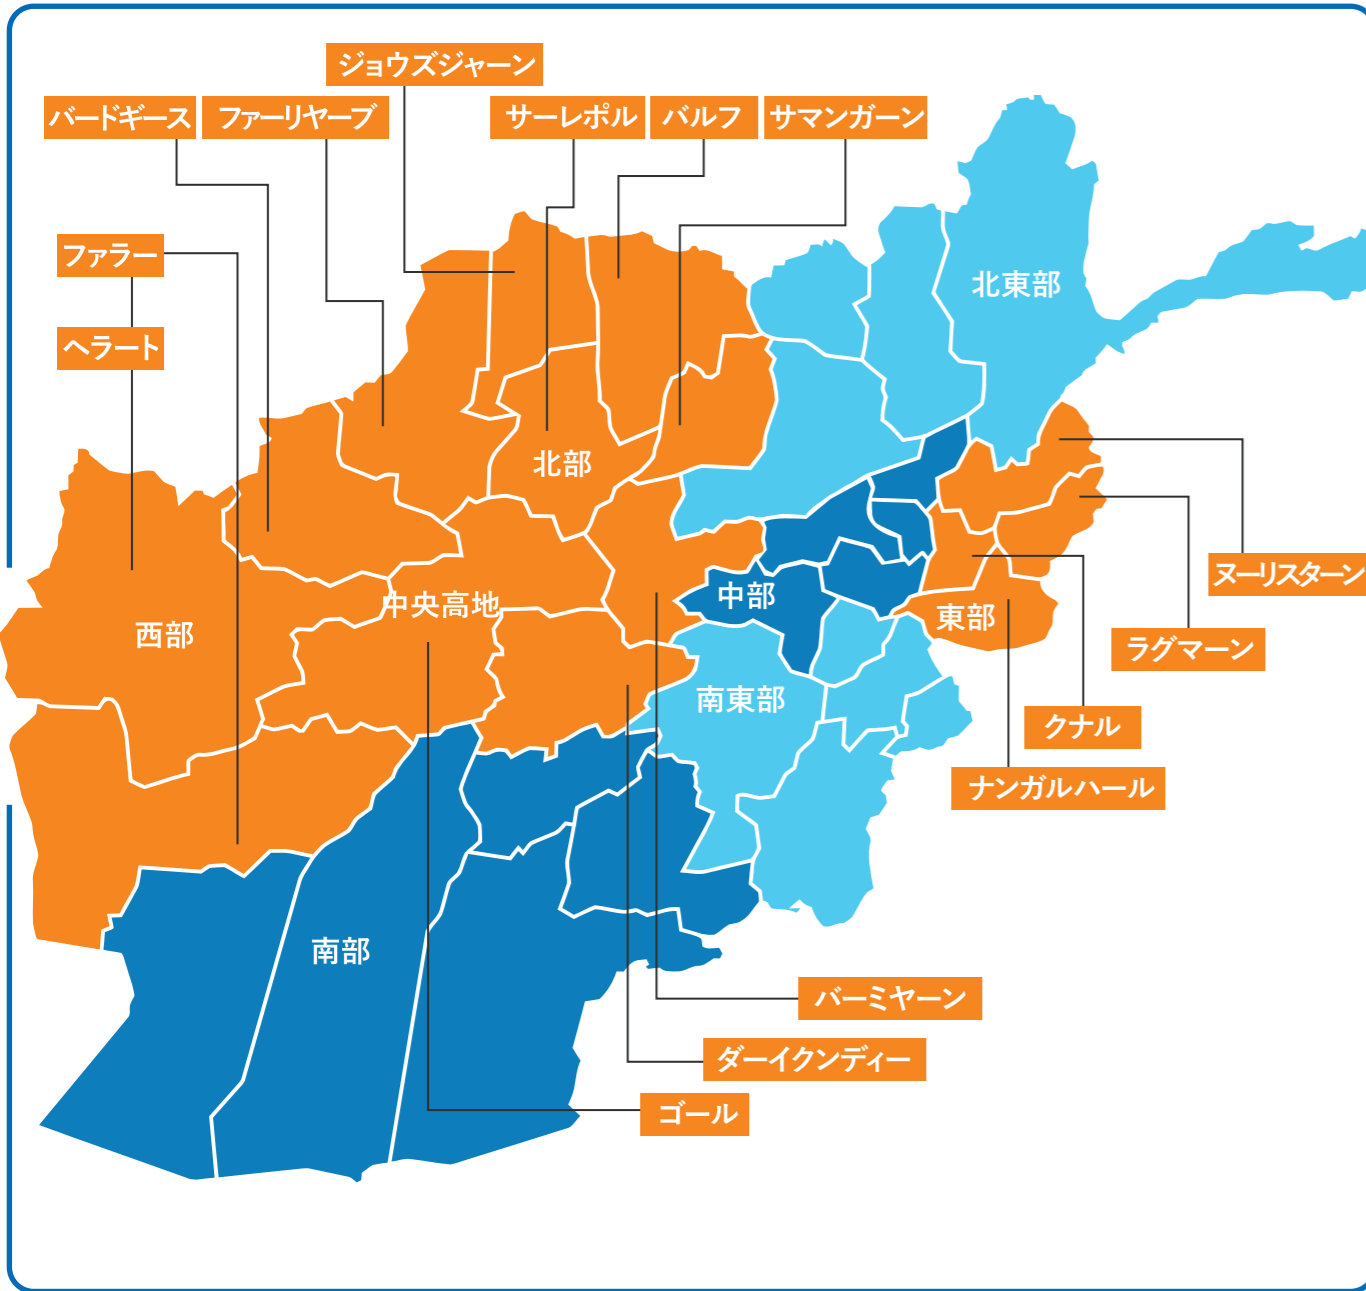 ジョウズジャーン
バードギース
ファーリヤーブ
サーレポル
バルフ
サマンガーン
ファラー
北東部
ヘラート
北部
ヌーリスターン
中部
中央高地
東部
西部
ラグマーン
南東部
クナル
ナンガルハール
南部
バーミヤーン
ダーイクンディー
ゴール